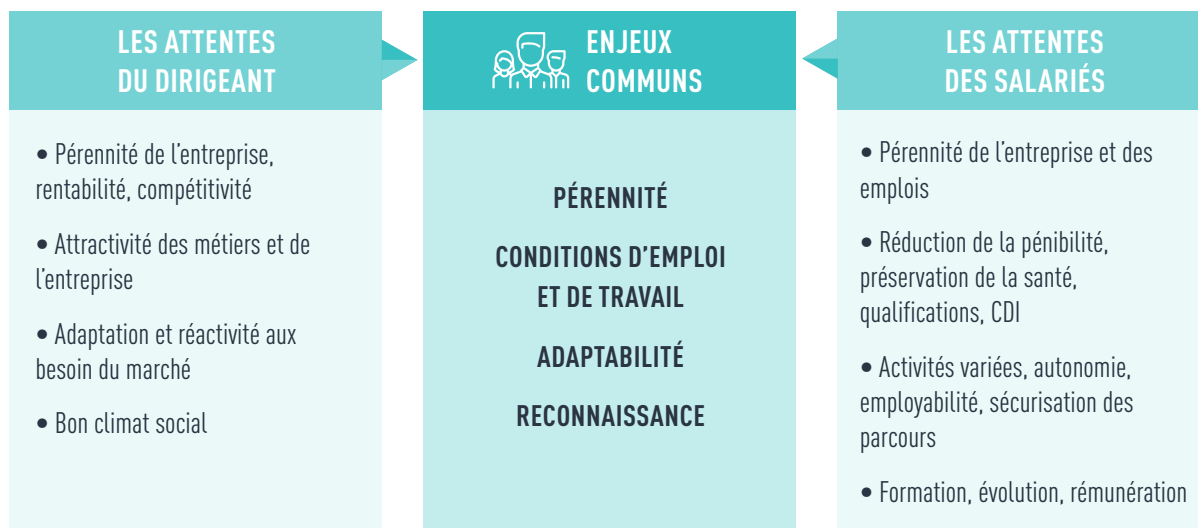 LES ATTENTES
DU DIRIGEANT
• Pérennité de l'entreprise,
rentabilité, compétitivité
• Attractivité des métiers et de
l'entreprise
• Adaptation et réactivité aux
besoin du marché
• Bon climat social
ENJEUX
COMMUNS
PÉRENNITÉ
CONDITIONS D'EMPLOI
ET DE TRAVAIL
ADAPTABILITÉ
RECONNAISSANCE
LES ATTENTES
DES SALARIÉS
• Pérennité de l'entreprise et des
emplois
• Réduction de la pénibilité,
préservation de la santé,
qualifications, CDI
• Activités variées, autonomie,
employabilité, sécurisation des
parcours
• Formation, évolution, rémunération